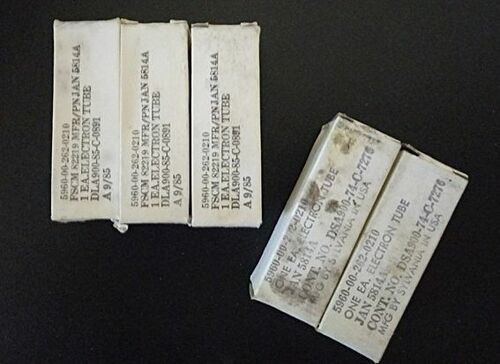 5960-00-262-0210
FSCM 82219 MFR/PNJAN 5814A
1 EA.ELECTRON TUBE
DLA900-85-C-0891
A 9/85
5960-00-262-0210
FSCM 82219 MFR/PNJAN 5814A
1 EA.ELECTRON TUBE
DLA900-85-C-0891
A 9/85
5960-00-262-0210
FSCM 82219 MFR/PNJAN 5814A
1 EA.ELECTRON TUBE
DLA900-85-C-0891
A 9/85
ONE EA. ELECTRON TUBE
JAN 5814A
CONT. NO. DSA900-74-C-7276
MFG BY SYLVANIA IN USA
5960-00-262-0210
ONE EA. ELECTRON TUBE
JAN 5814A
CONT. NO. DSA900-74-C-7276
MFG BY SYLVANIA IN USA